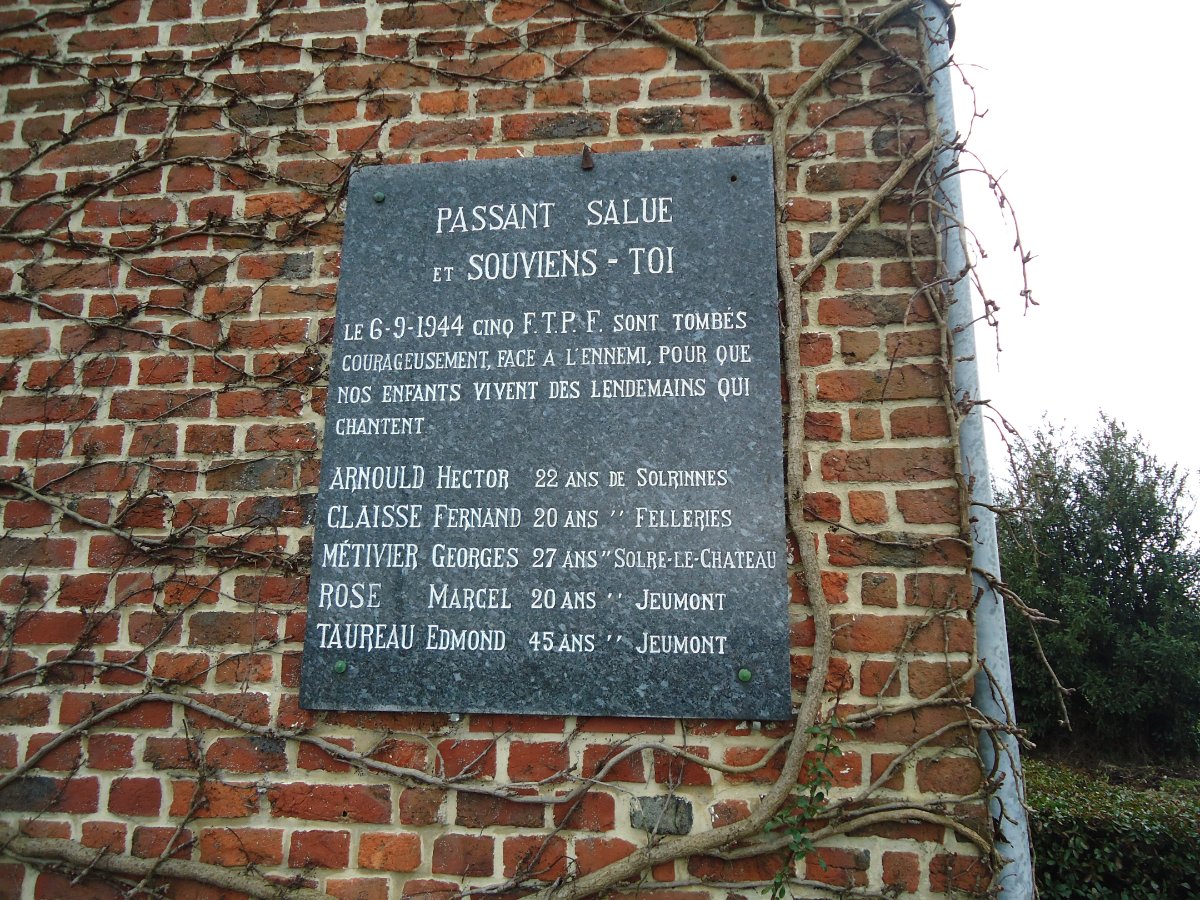 PASSANT SALUE
ET SOUVIENS-TOI
LE 6-9-1944 CINQ F.T.P.F. SONT TOMBÉS
COURAGEUSEMENT, FACE A L'ENNEMI, POUR QUE
NOS ENFANTS VIVENT DES LENDEMAINS QUI
CHANTENT
ARNOULD HECTOR 22 ANS DE SOLRINNES
CLAISSE FERNAND 20 ANS '' FELLERIES
MÉTIVIER GEORGES 27 ANS '' SOLRE-LE-CHATEAU
ROSE MARCEL 20 ANS '' JEUMONT
TAUREAU EDMOND 45 ANS '' JEUMONT